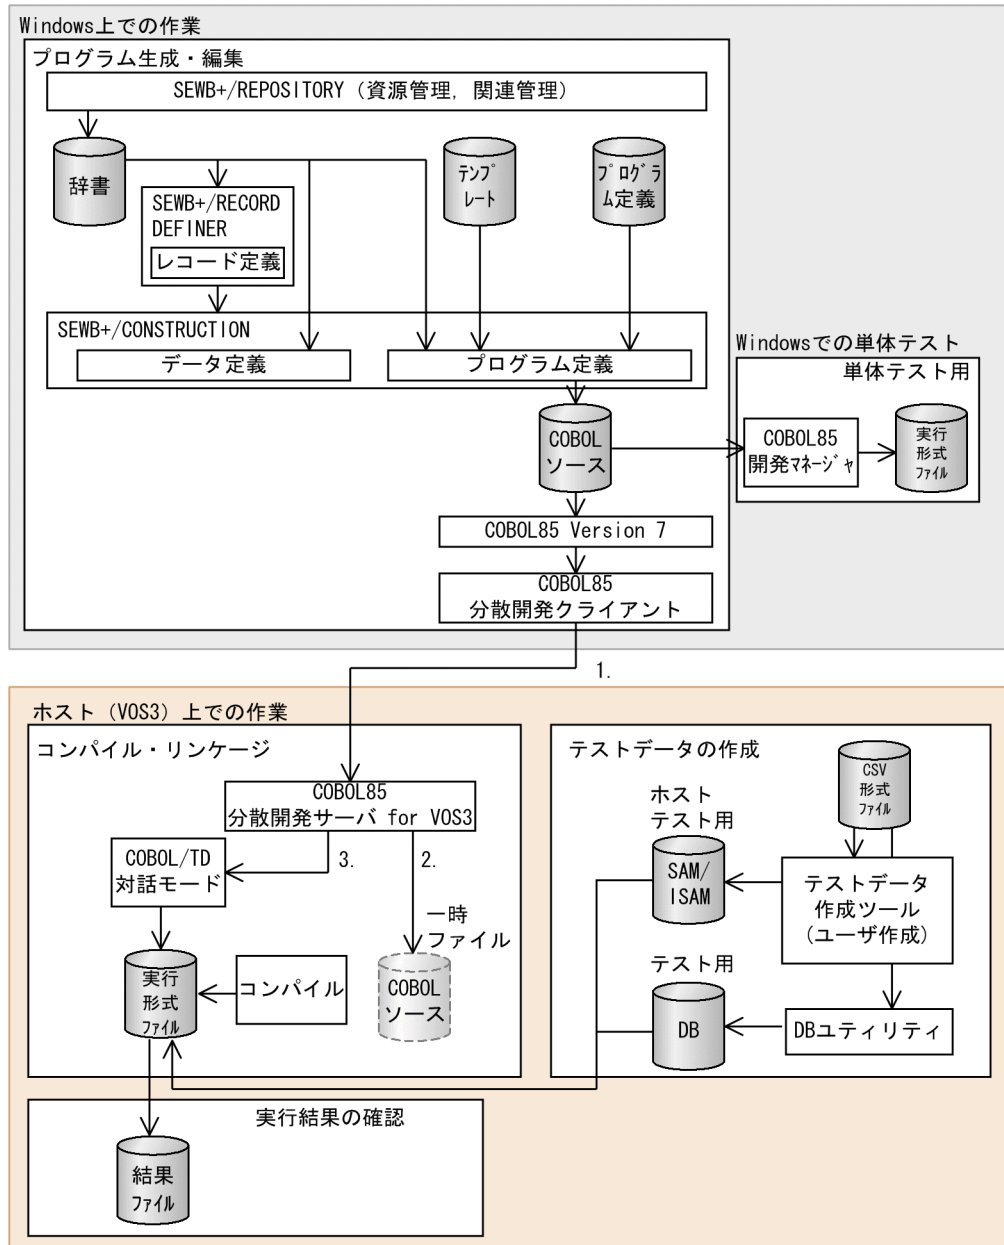 Windows上での作業
プログラム生成・編集
SEWB+/REPOSITORY（資源管理，関連管理）
辞書
ﾃﾝﾌﾟ
ﾚｰﾄ
ﾌﾟﾛｸﾞﾗ
ﾑ定義
SEWB+/RECORD
DEFINER
レコード定義
SEWB+/CONSTRUCTION
データ定義
プログラム定義
Windowsでの単体テスト
単体テスト用
COBOL
ソース
COBOL85
開発ﾏﾈｰｼﾞｬ
実行
形式
ﾌｧｲﾙ
COBOL85 Version 7
COBOL85
分散開発クライアント
1.
ホスト（VOS3）上での作業
コンパイル・リンケージ
COBOL85
分散開発サーバ for VOS3
COBOL/TD
対話モード
3.
2.
一時
ファイル
実行
形式
ﾌｧｲﾙ
コンパイル
COBOL
ソース
テストデータの作成
CSV
形式
ﾌｧｲﾙ
ホスト
テスト用
SAM/
ISAM
テストデータ
作成ツール
（ユーザ作成）
テスト用
DB
DBユティリティ
実行結果の確認
結果
ﾌｧｲﾙ